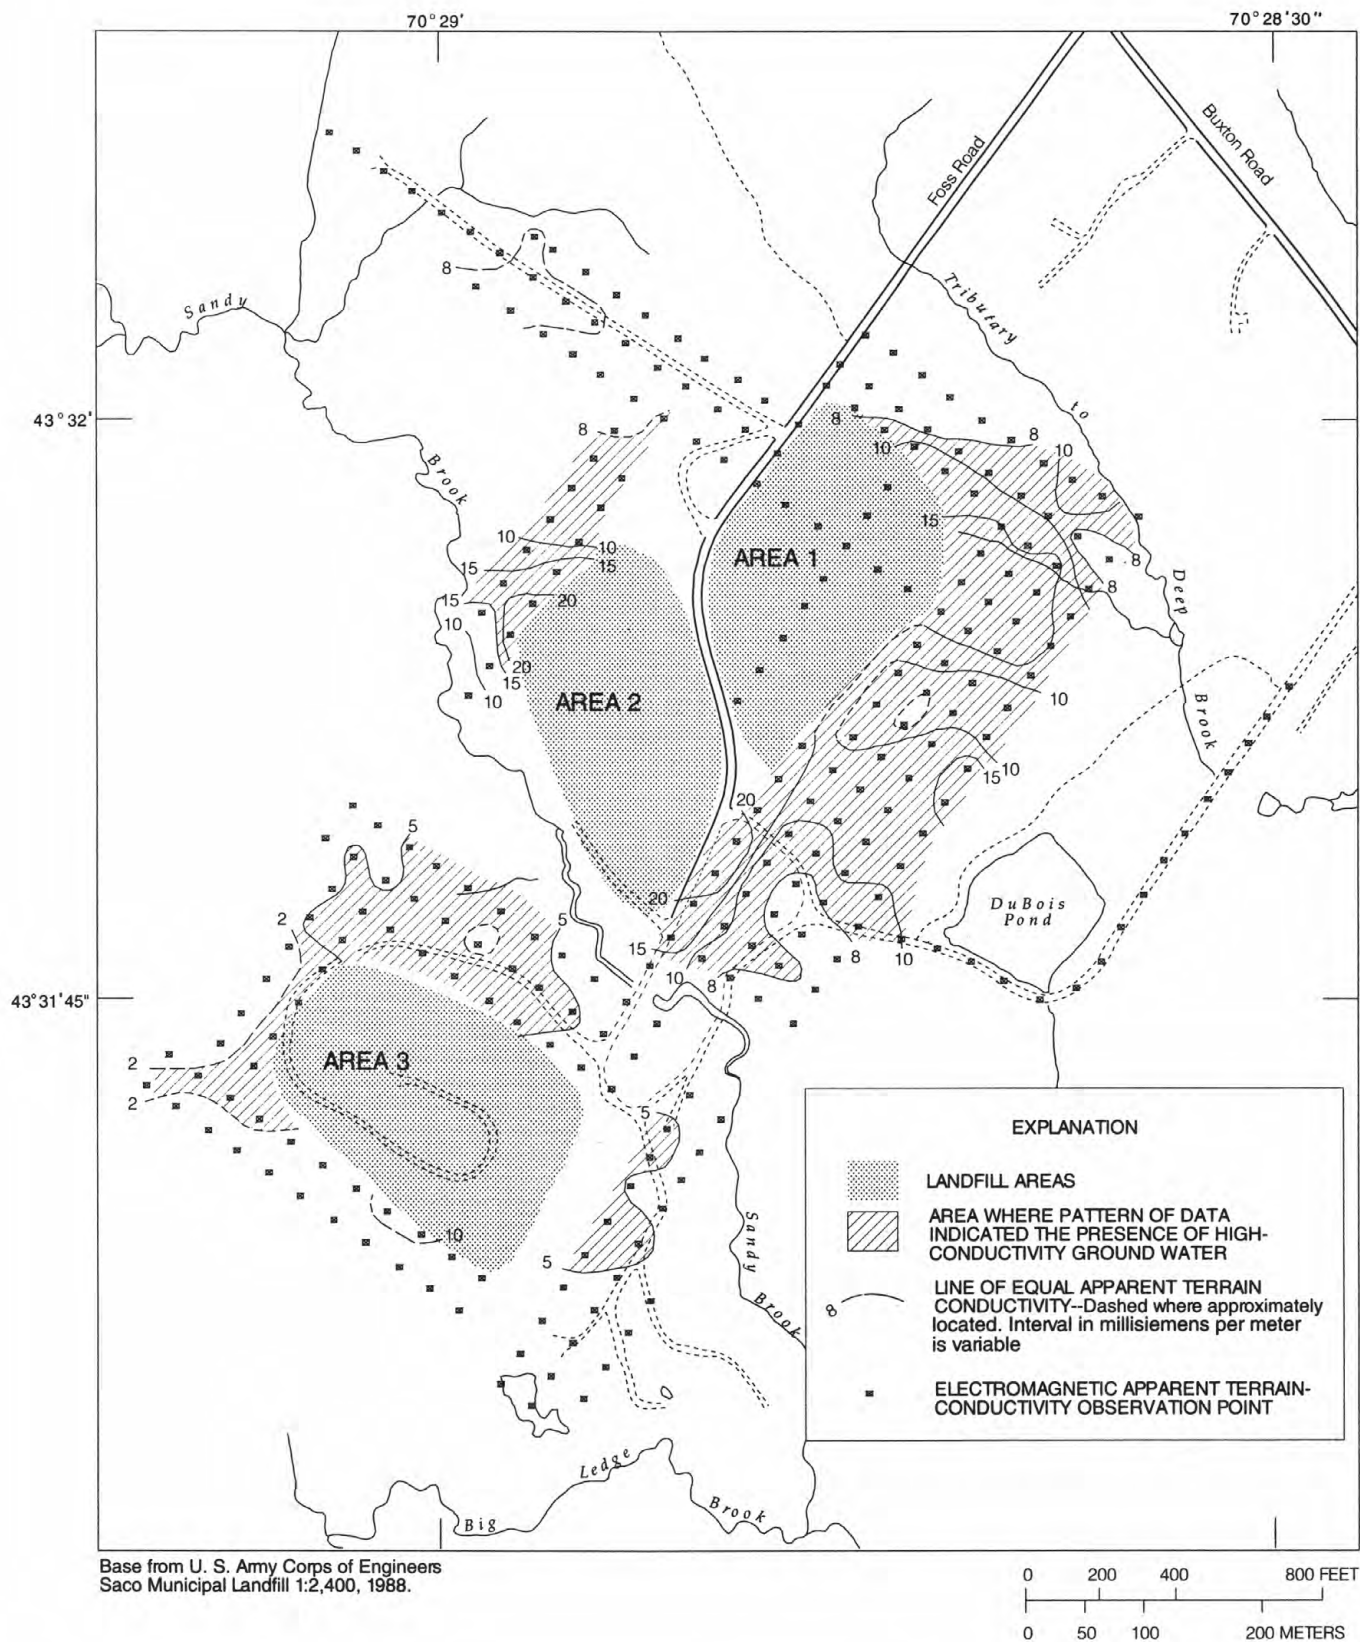 70°29'
70°28'30"
Buxton Road
Foss Road
8
Sandy
Tributary
43°32'
8
8
8
10
to
10
Brook
15
10
10
AREA 1
15
15
8
8
Deep
15
20
10
20
15
10
AREA 2
10
Brook
15
10
20
5
20
DuBois
Pond
2
5
15
10
8
8
10
43°31'45"
AREA 3
2
2
5
EXPLANATION
LANDFILL AREAS
AREA WHERE PATTERN OF DATA
INDICATED THE PRESENCE OF HIGH-
CONDUCTIVITY GROUND WATER
8
LINE OF EQUAL APPARENT TERRAIN
CONDUCTIVITY--Dashed where approximately
located. Interval in millisiemens per meter
is variable
ELECTROMAGNETIC APPARENT TERRAIN-
CONDUCTIVITY OBSERVATION POINT
10
5
Sandy
Brook
Ledge
Big
Brook
Base from U. S. Army Corps of Engineers
Saco Municipal Landfill 1:2,400, 1988.
0 200 400 800 FEET
0 50 100 200 METERS